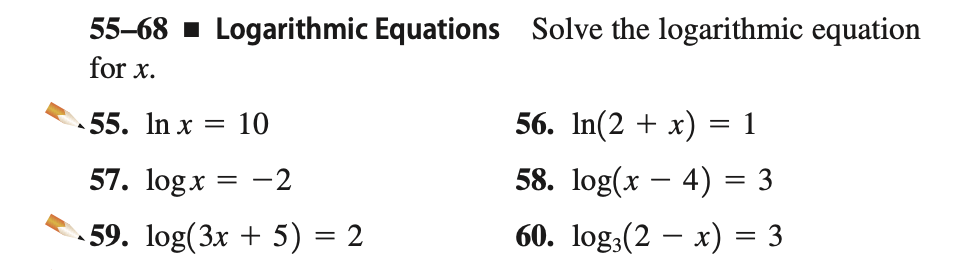 55–68 ■ Logarithmic Equations Solve the logarithmic equation
for x.
55. ln x = 10
56. ln(2 + x) = 1
57. log x = −2
58. log(x − 4) = 3
59. log(3x + 5) = 2
60. log₃(2 − x) = 3